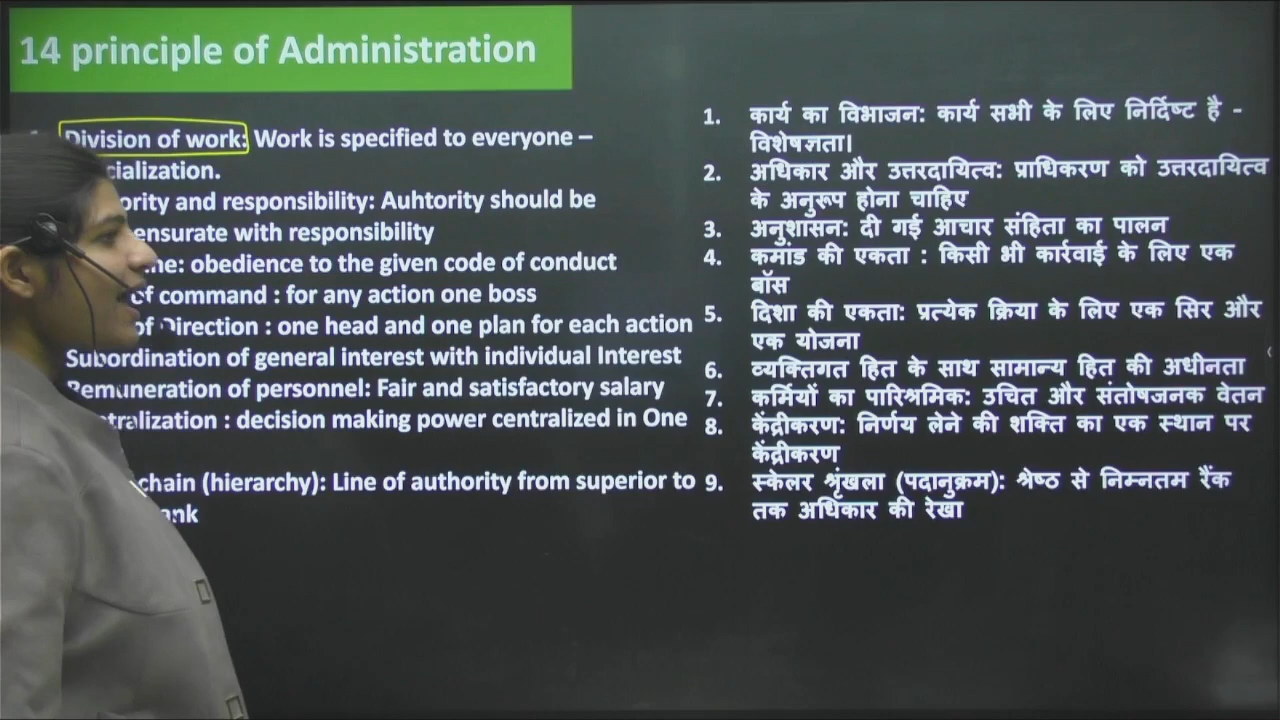 14 principle of Administration
Division of work: Work is specified to everyone –
cialization.
ority and responsibility: Auhtority should be
ensurate with responsibility
ne: obedience to the given code of conduct
of command : for any action one boss
of Direction : one head and one plan for each action
Subordination of general interest with individual Interest
Remuneration of personnel: Fair and satisfactory salary
tralization : decision making power centralized in One
chain (hierarchy): Line of authority from superior to
ank
1. कार्य का विभाजन: कार्य सभी के लिए निर्दिष्ट है -
विशेषज्ञता।
2. अधिकार और उत्तरदायित्व: प्राधिकरण को उत्तरदायित्व
के अनुरूप होना चाहिए
3. अनुशासन: दी गई आचार संहिता का पालन
4. कमांड की एकता : किसी भी कार्रवाई के लिए एक
बॉस
5. दिशा की एकता: प्रत्येक क्रिया के लिए एक सिर और
एक योजना
6. व्यक्तिगत हित के साथ सामान्य हित की अधीनता
7. कर्मियों का पारिश्रमिक: उचित और संतोषजनक वेतन
8. केंद्रीकरण: निर्णय लेने की शक्ति का एक स्थान पर
केंद्रीकरण
9. स्केलर श्रृंखला (पदानुक्रम): श्रेष्ठ से निम्नतम रैंक
तक अधिकार की रेखा